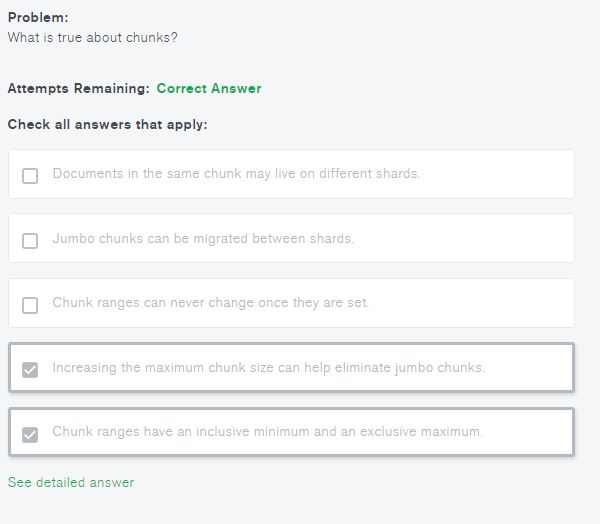 Problem:
What is true about chunks?
Attempts Remaining: Correct Answer
Check all answers that apply:
Documents in the same chunk may live on different shards.
Jumbo chunks can be migrated between shards.
Chunk ranges can never change once they are set.
Increasing the maximum chunk size can help eliminate jumbo chunks.
Chunk ranges have an inclusive minimum and an exclusive maximum.
See detailed answer